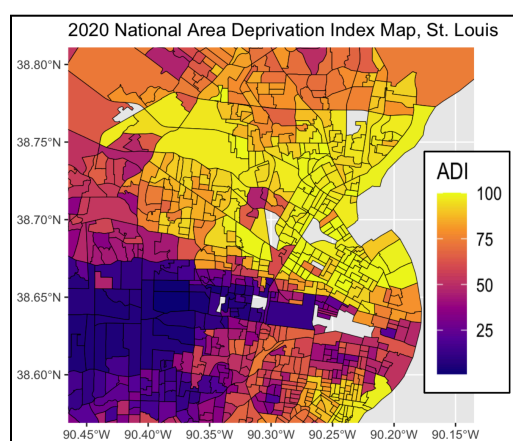 2020 National Area Deprivation Index Map, St. Louis
38.80°N
38.75°N
38.70°N
38.65°N
38.60°N
ADI
100
75
50
25
90.45°W 90.40°W 90.35°W 90.30°W 90.25°W 90.20°W 90.15°W